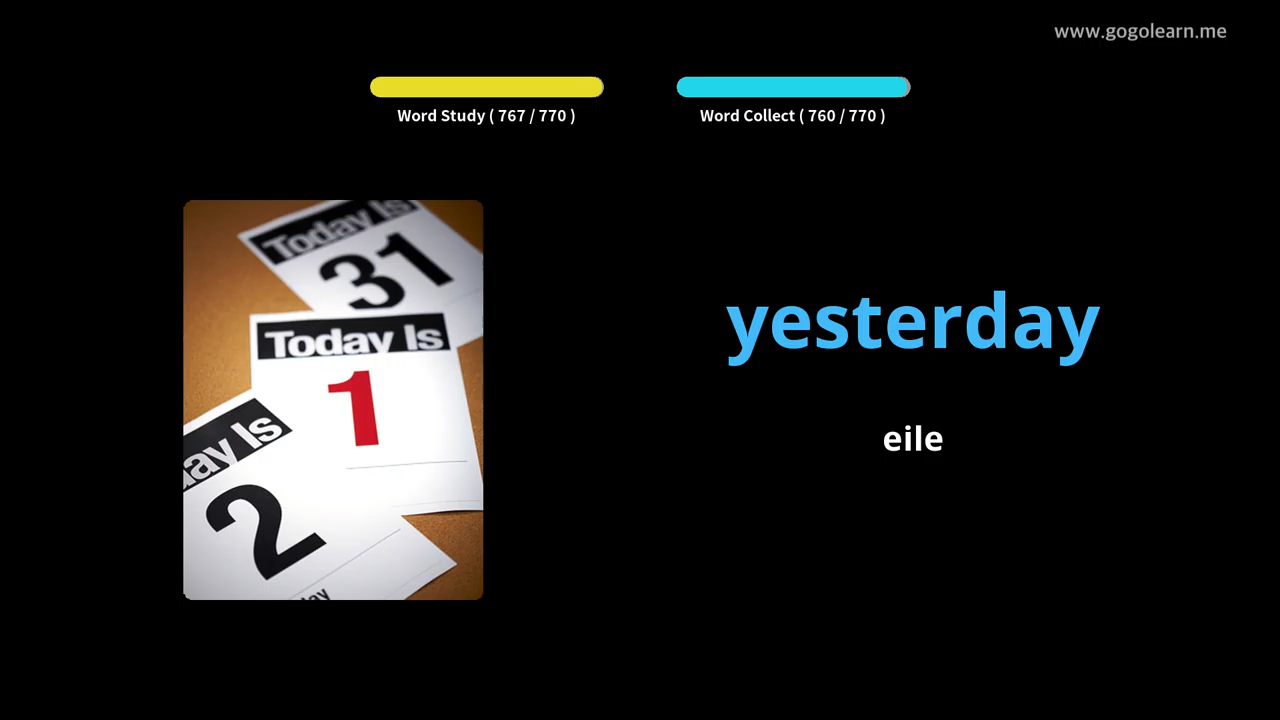 www.gogolearn.me
Word Study ( 767 / 770 )
Word Collect ( 760 / 770 )
Today Is
31
Today Is
1
ay Is
2
ay
yesterday
eile